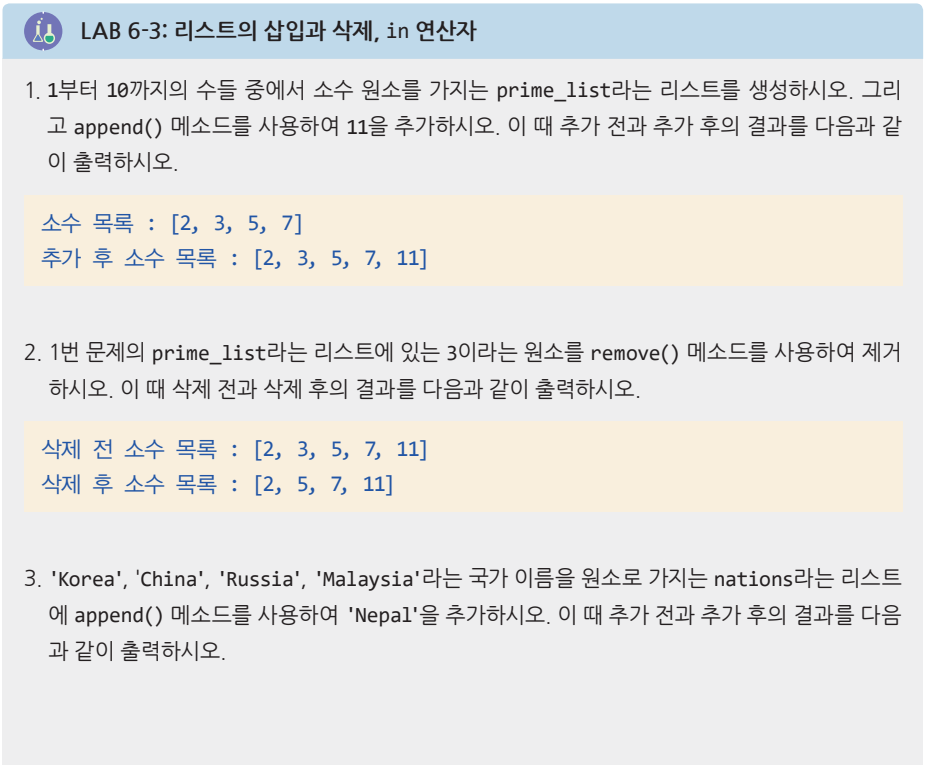 LAB 6-3: 리스트의 삽입과 삭제, in 연산자
1. 1부터 10까지의 수들 중에서 소수 원소를 가지는 prime_list라는 리스트를 생성하시오. 그리
고 append() 메소드를 사용하여 11을 추가하시오. 이 때 추가 전과 추가 후의 결과를 다음과 같
이 출력하시오.
소수 목록 : [2, 3, 5, 7]
추가 후 소수 목록 : [2, 3, 5, 7, 11]
2. 1번 문제의 prime_list라는 리스트에 있는 3이라는 원소를 remove() 메소드를 사용하여 제거
하시오. 이 때 삭제 전과 삭제 후의 결과를 다음과 같이 출력하시오.
삭제 전 소수 목록 : [2, 3, 5, 7, 11]
삭제 후 소수 목록 : [2, 5, 7, 11]
3. 'Korea', 'China', 'Russia', 'Malaysia'라는 국가 이름을 원소로 가지는 nations라는 리스트
에 append() 메소드를 사용하여 'Nepal'을 추가하시오. 이 때 추가 전과 추가 후의 결과를 다음
과 같이 출력하시오.